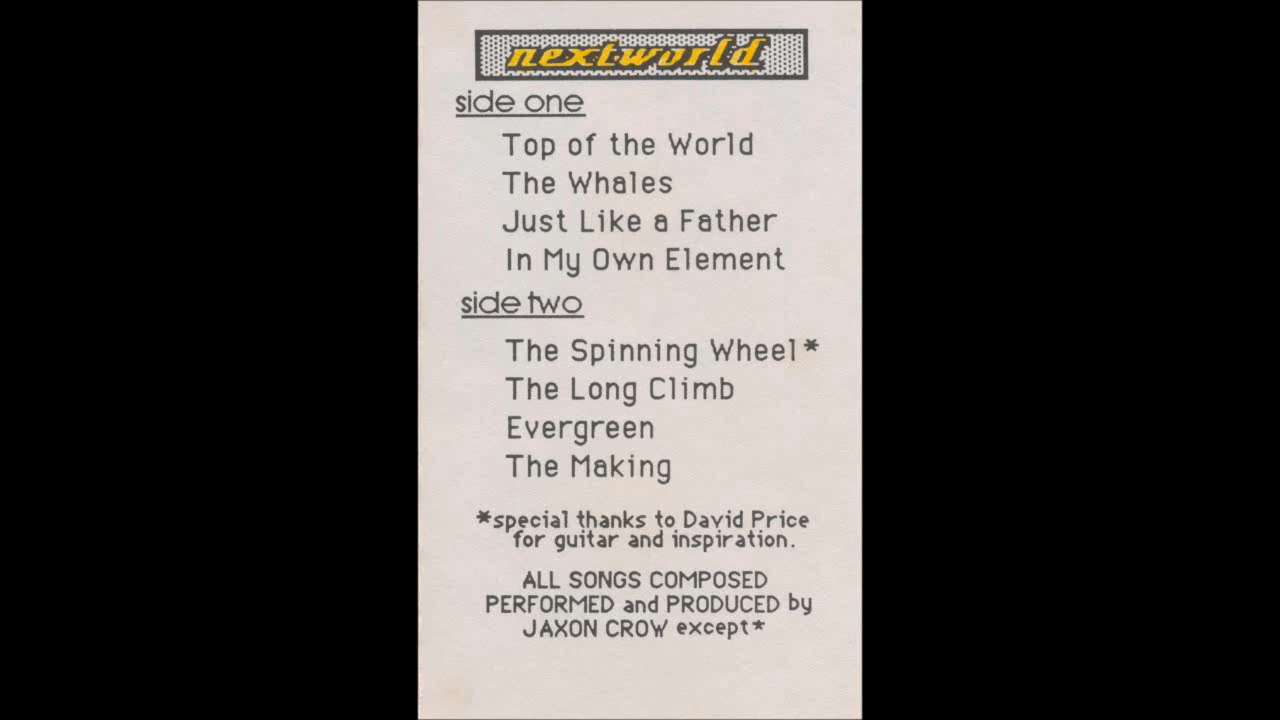 nextworld
side one
Top of the World
The Whales
Just Like a Father
In My Own Element
side two
The Spinning Wheel*
The Long Climb
Evergreen
The Making
*special thanks to David Price
for guitar and inspiration.
ALL SONGS COMPOSED
PERFORMED and PRODUCED by
JAXON CROW except*